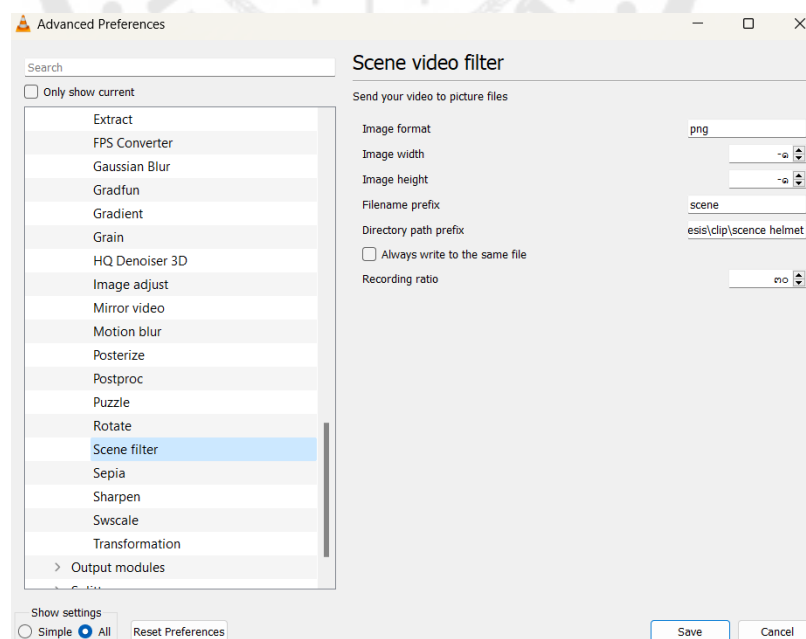 Advanced Preferences
Search
Only show current
Extract
FPS Converter
Gaussian Blur
Gradfun
Gradient
Grain
HQ Denoiser 3D
Image adjust
Mirror video
Motion blur
Posterize
Postproc
Puzzle
Rotate
Scene filter
Sepia
Sharpen
Swscale
Transformation
Output modules
Show settings
Simple All Reset Preferences
Scene video filter
Send your video to picture files
Image format png
Image width -๑
Image height -๑
Filename prefix scene
Directory path prefix esis\clip\scence helmet
Always write to the same file
Recording ratio ๓๐
Save Cancel